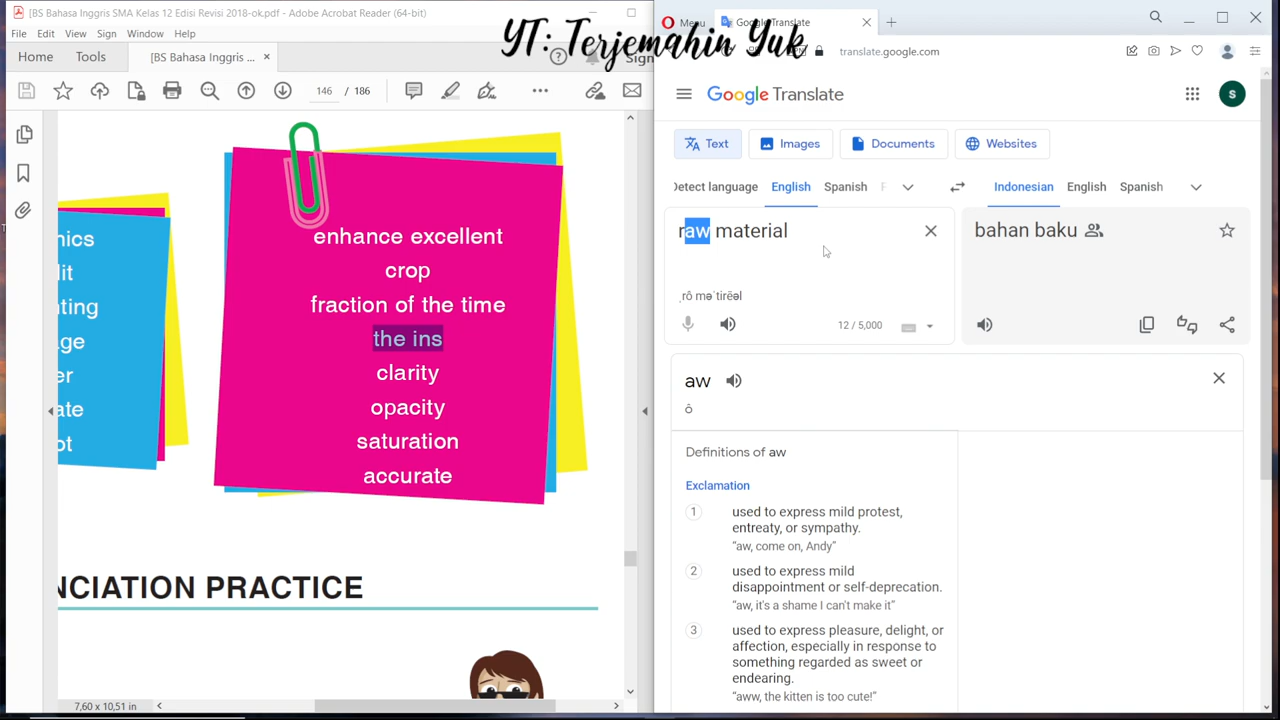 [BS Bahasa Inggris SMA Kelas 12 Edisi Revisi 2018-ok.pdf - Adobe Acrobat Reader (64-bit)
File Edit View Sign Window Help
Home Tools
[BS Bahasa Inggris ... ×
Sign
146 / 186
YT: Terjemahin Yuk
nics
lit
ting
ge
er
ate
ot
enhance excellent
crop
fraction of the time
the ins
clarity
opacity
saturation
accurate
NCIATION PRACTICE
7,60 x 10,51 in
Menu
Google Translate
translate.google.com
Google Translate
S
Text Images Documents Websites
Detect language English Spanish
Indonesian English Spanish
raw material
ˌrô məˈtirēəl
12 / 5,000
bahan baku
aw
ô
Definitions of aw
Exclamation
1 used to express mild protest,
entreaty, or sympathy.
"aw, come on, Andy"
2 used to express mild
disappointment or self-deprecation.
"aw, it's a shame I can't make it"
3 used to express pleasure, delight, or
affection, especially in response to
something regarded as sweet or
endearing.
"aww, the kitten is too cute!"